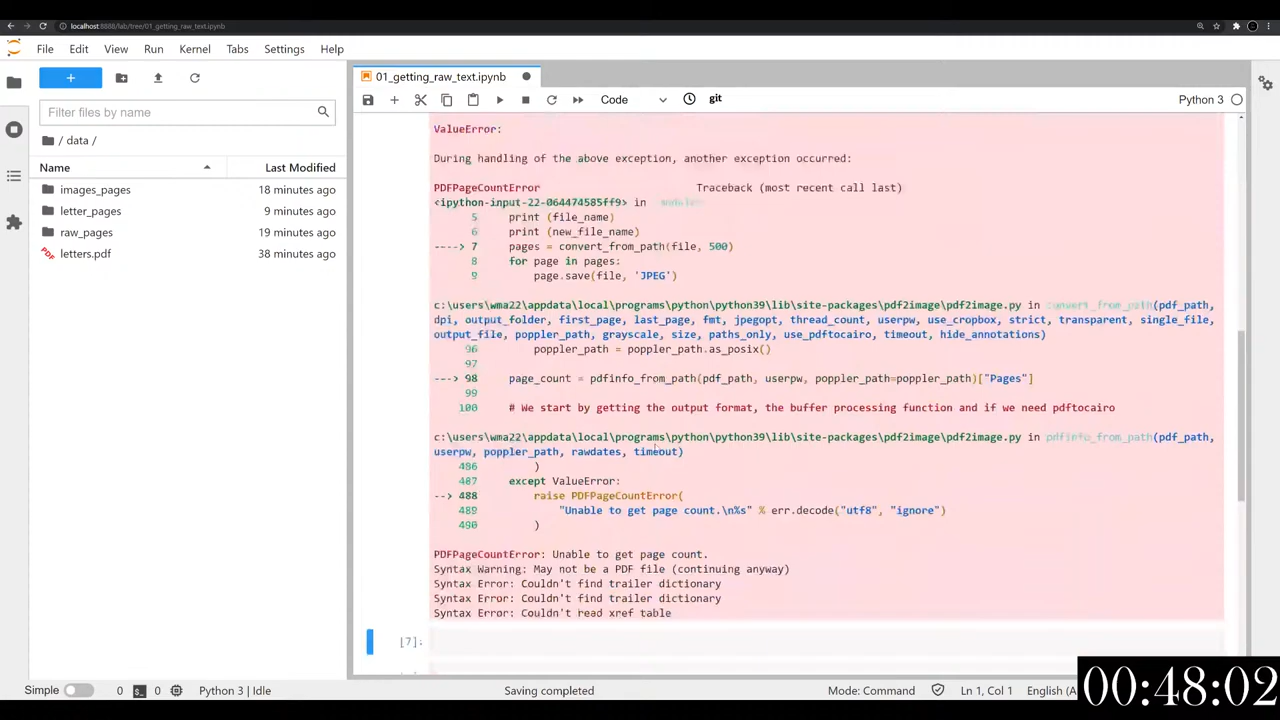 localhost:8888/lab/tree/01_getting_raw_text.ipynb
File Edit View Run Kernel Tabs Settings Help
+
Filter files by name
/ data /
Name Last Modified
images_pages 18 minutes ago
letter_pages 9 minutes ago
raw_pages 19 minutes ago
letters.pdf 38 minutes ago
01_getting_raw_text.ipynb
Code git Python 3
ValueError:
During handling of the above exception, another exception occurred:
PDFPageCountError Traceback (most recent call last)
<ipython-input-22-064474585ff9> in
5 print (file_name)
6 print (new_file_name)
----> 7 pages = convert_from_path(file, 500)
8 for page in pages:
9 page.save(file, 'JPEG')
c:\users\wma22\appdata\local\programs\python\python39\lib\site-packages\pdf2image\pdf2image.py in convert_from_path(pdf_path,
dpi, output_folder, first_page, last_page, fmt, jpegopt, thread_count, userpw, use_cropbox, strict, transparent, single_file,
output_file, poppler_path, grayscale, size, paths_only, use_pdftocairo, timeout, hide_annotations)
96 poppler_path = poppler_path.as_posix()
97
---> 98 page_count = pdfinfo_from_path(pdf_path, userpw, poppler_path=poppler_path)["Pages"]
99
100 # We start by getting the output format, the buffer processing function and if we need pdftocairo
c:\users\wma22\appdata\local\programs\python\python39\lib\site-packages\pdf2image\pdf2image.py in pdfinfo_from_path(pdf_path,
userpw, poppler_path, rawdates, timeout)
486 )
487 except ValueError:
--> 488 raise PDFPageCountError(
489 "Unable to get page count.\n%s" % err.decode("utf8", "ignore")
490 )
PDFPageCountError: Unable to get page count.
Syntax Warning: May not be a PDF file (continuing anyway)
Syntax Error: Couldn't find trailer dictionary
Syntax Error: Couldn't find trailer dictionary
Syntax Error: Couldn't read xref table
[7]:
Simple 0 0 Python 3 | Idle Saving completed Mode: Command Ln 1, Col 1 English (A
00:48:02